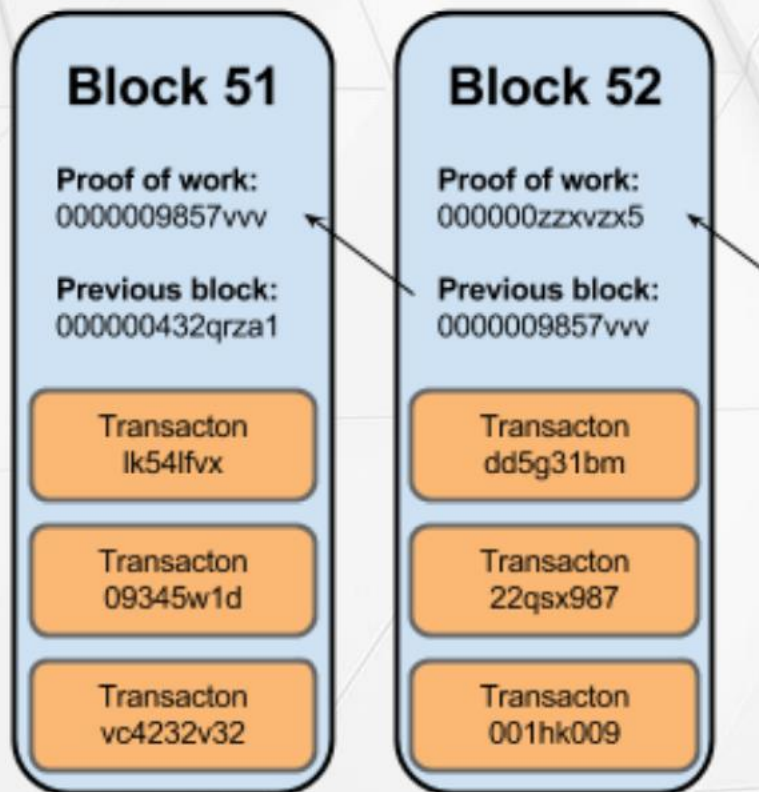 Block 51
Proof of work:
0000009857vvv
Previous block:
000000432qrza1
Transacton
lk54lfvx
Transacton
09345w1d
Transacton
vc4232v32
Block 52
Proof of work:
000000zzxvzx5
Previous block:
0000009857vvv
Transacton
dd5g31bm
Transacton
22qsx987
Transacton
001hk009